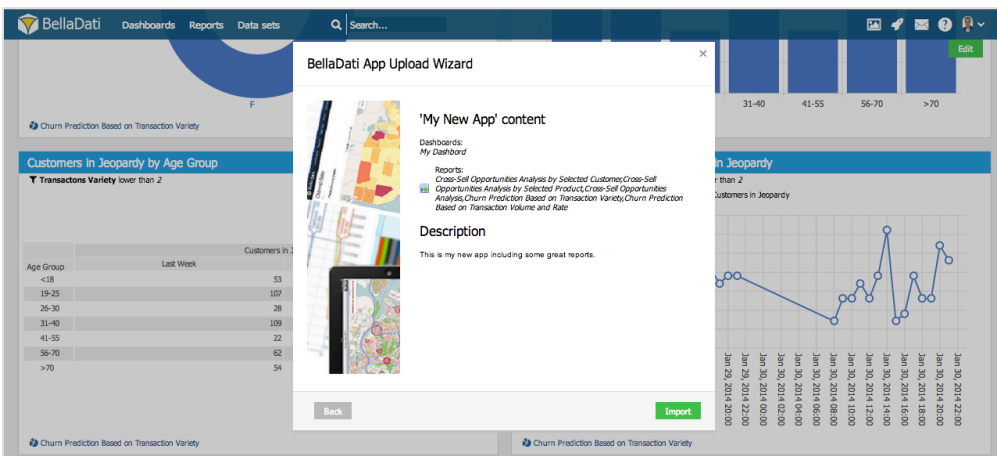 BellaDati Dashboards Reports Data sets Search...
Edit
BellaDati App Upload Wizard
×
'My New App' content
Dashboards:
My Dashbord
Reports:
Cross-Sell Opportunities Analysis by Selected Customer,Cross-Sell
Opportunities Analysis by Selected Product,Cross-Sell Opportunities
Analysis,Churn Prediction Based on Transaction Variety,Churn Prediction
Based on Transaction Volume and Rate
Description
This is my new app including some great reports.
Back
Import
F
Churn Prediction Based on Transaction Variety
31-40 41-55 56-70 >70
Customers in Jeopardy by Age Group
Transactons Variety lower than 2
Customers in J
Age Group Last Week
<18 53
19-25 107
26-30 28
31-40 109
41-55 22
56-70 62
>70 54
Churn Prediction Based on Transaction Variety
in Jeopardy
r than 2
Customers in Jeopardy
Jan 29, 2014 20:00
Jan 29, 2014 22:00
Jan 30, 2014 00:00
Jan 30, 2014 02:00
Jan 30, 2014 04:00
Jan 30, 2014 06:00
Jan 30, 2014 08:00
Jan 30, 2014 10:00
Jan 30, 2014 12:00
Jan 30, 2014 14:00
Jan 30, 2014 16:00
Jan 30, 2014 18:00
Jan 30, 2014 20:00
Jan 30, 2014 22:00
Churn Prediction Based on Transaction Variety